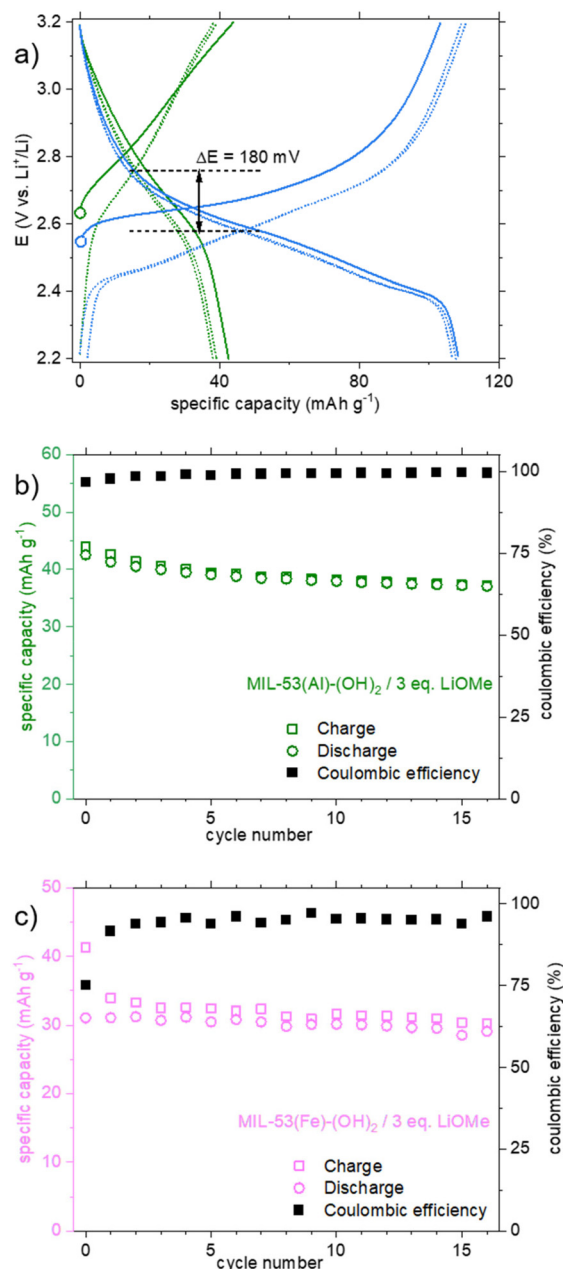 a)
3.2
3.0
2.8
2.6
2.4
2.2
E (V vs. Li⁺/Li)
ΔE = 180 mV
0 40 80 120
specific capacity (mAh g⁻¹)
b)
60
50
40
30
20
10
0
specific capacity (mAh g⁻¹)
100
75
50
25
0
coulombic efficiency (%)
MIL-53(Al)-(OH)₂ / 3 eq. LiOMe
Charge
Discharge
Coulombic efficiency
0 5 10 15
cycle number
c)
50
40
30
20
10
0
specific capacity (mAh g⁻¹)
100
75
50
25
0
coulombic efficiency (%)
MIL-53(Fe)-(OH)₂ / 3 eq. LiOMe
Charge
Discharge
Coulombic efficiency
0 5 10 15
cycle number